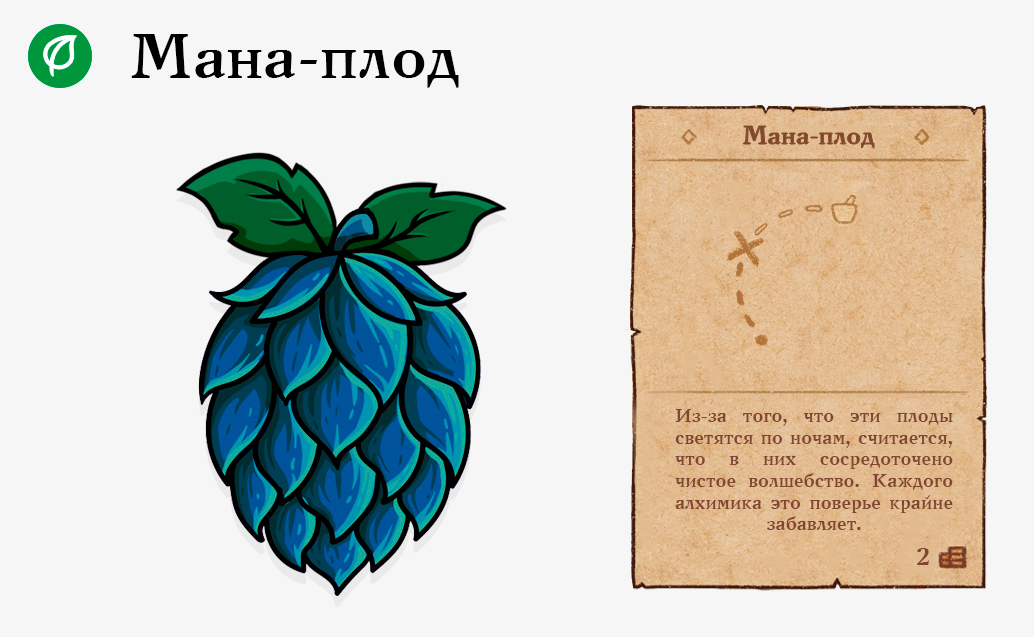 Мана-плод
Мана-плод
Из-за того, что эти плоды
светятся по ночам, считается,
что в них сосредоточено
чистое волшебство. Каждого
алхимика это поверье крайне
забавляет.
2